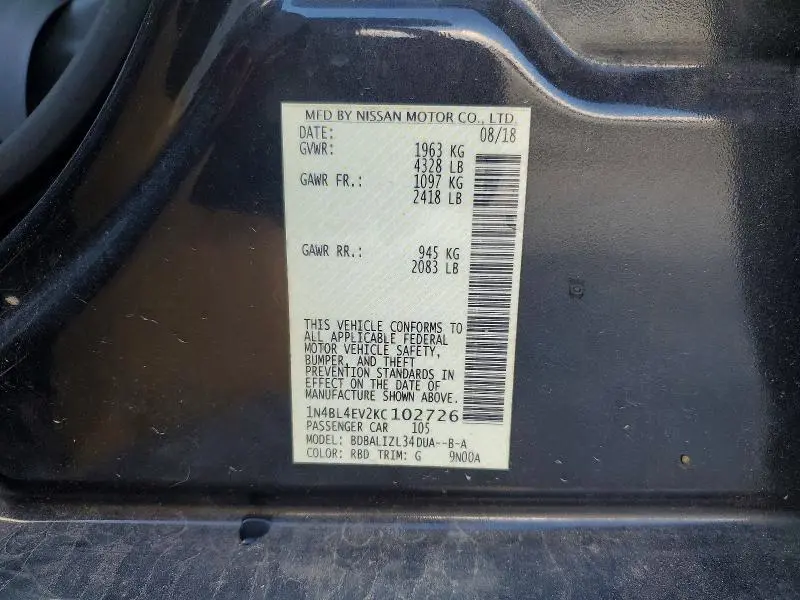 MFD BY NISSAN MOTOR CO., LTD.
DATE: 08/18
GVWR: 1963 KG
4328 LB
GAWR FR.: 1097 KG
2418 LB
GAWR RR.: 945 KG
2083 LB
THIS VEHICLE CONFORMS TO
ALL APPLICABLE FEDERAL
MOTOR VEHICLE SAFETY,
BUMPER, AND THEFT
PREVENTION STANDARDS IN
EFFECT ON THE DATE OF
MANUFACTURE SHOWN ABOVE.
1N4BL4EV2KC102726
PASSENGER CAR 105
MODEL: BDBALIZL34DUA--B-A
COLOR: RBD TRIM: G 9N00A